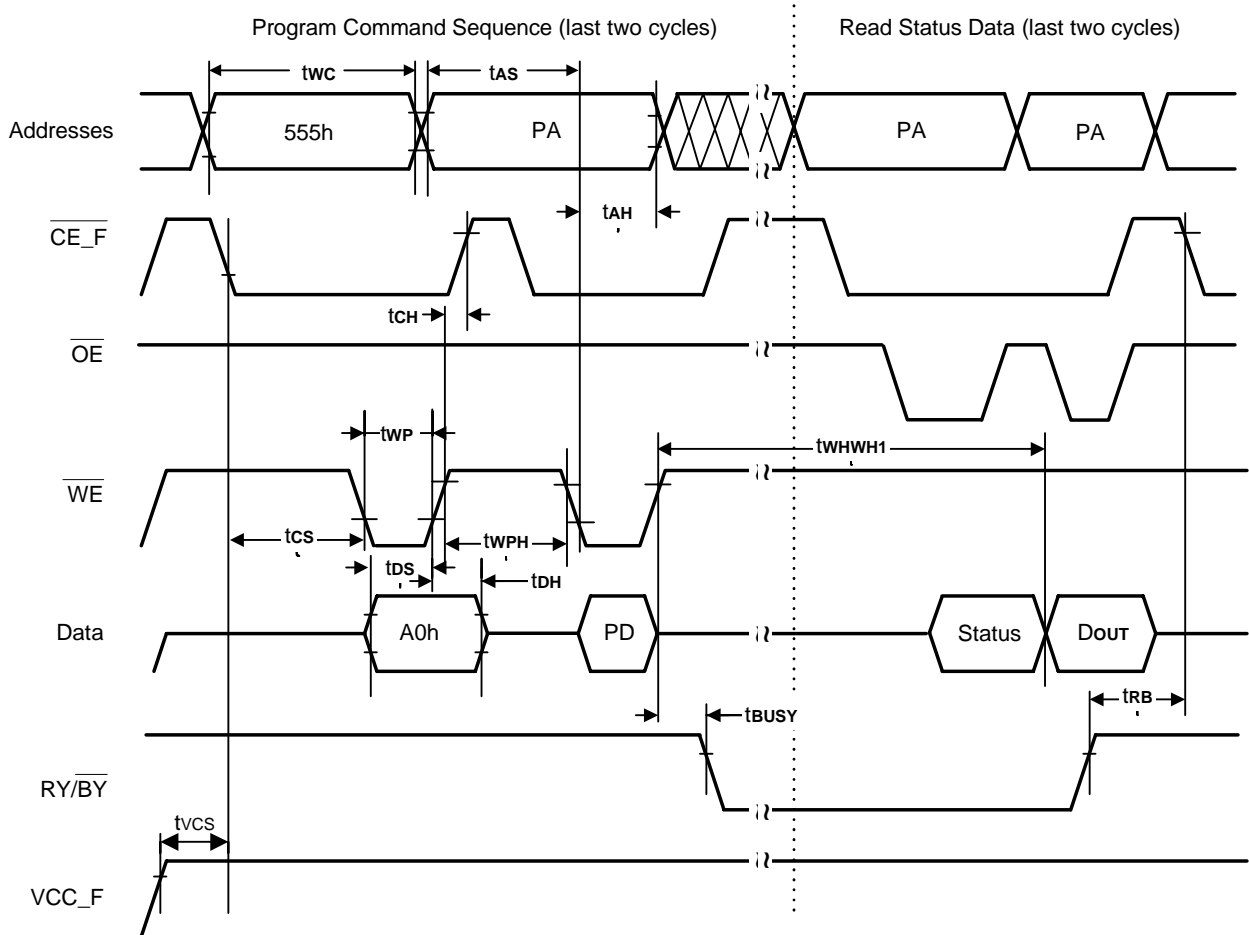 Program Command Sequence (last two cycles)
Read Status Data (last two cycles)
tWC
tAS
Addresses
555h
PA
PA
PA
tAH
CE_F
tCH
OE
tWP
tWHWH1
WE
tCS
tWPH
tDS
tDH
Data
A0h
PD
Status
DOUT
tRB
tBUSY
RY/BY
tVCS
VCC_F